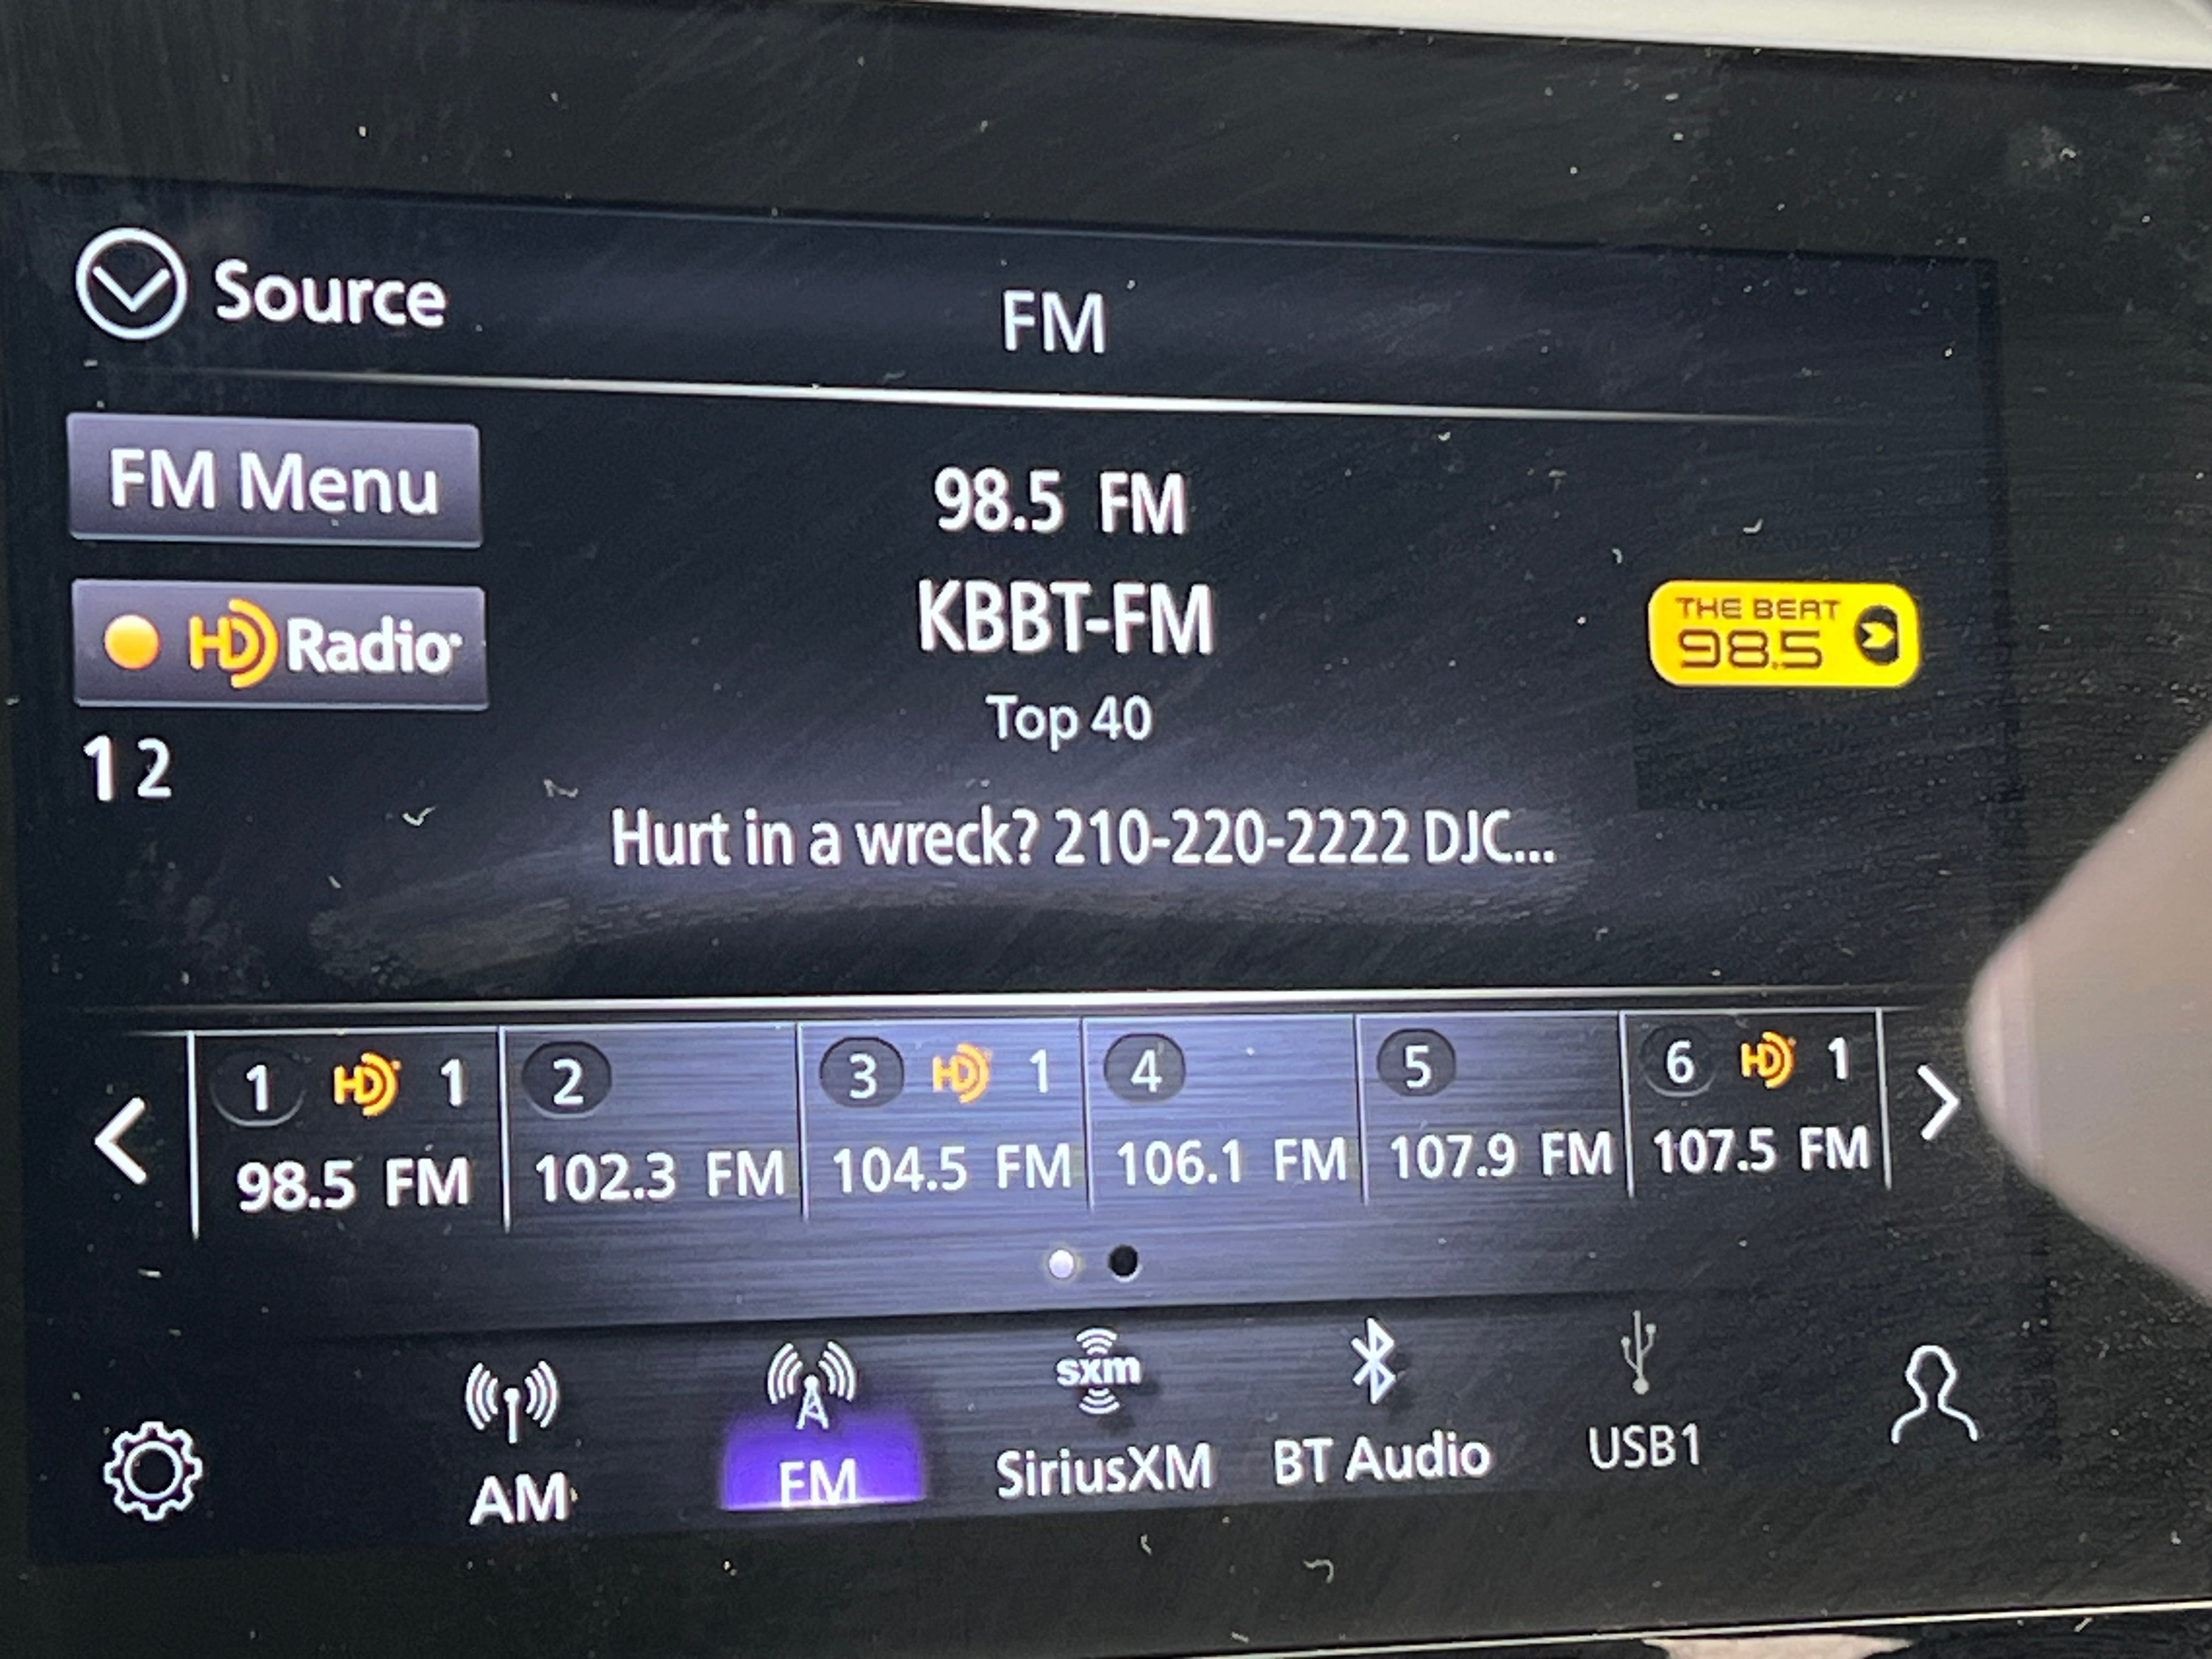 Source
FM
FM Menu
98.5 FM
KBBT-FM
HD Radio
THE BEAT
98.5
Top 40
1 2
Hurt in a wreck? 210-220-2222 DJC...
1 HD 1
98.5 FM
2
102.3 FM
3 HD 1
104.5 FM
4
106.1 FM
5
107.9 FM
6 HD 1
107.5 FM
AM
FM
sxm
SiriusXM
BT Audio
USB1